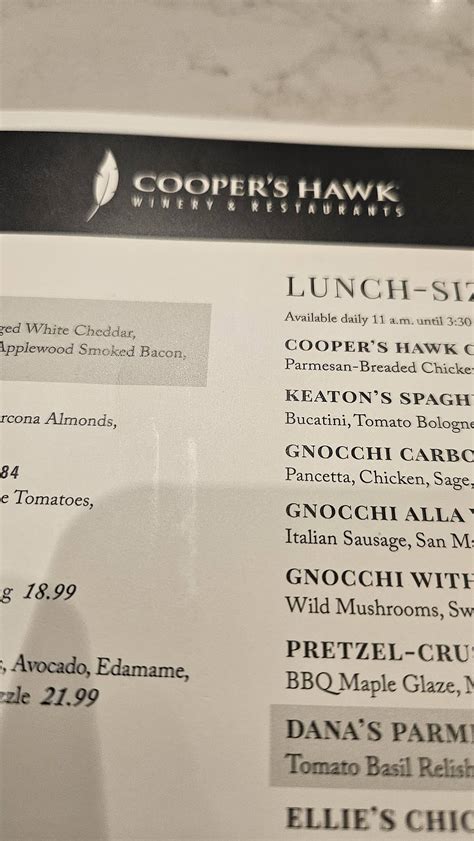 COOPER'S HAWK
WINERY & RESTAURANTS
ged White Cheddar,
Applewood Smoked Bacon,
rcona Almonds,
84
e Tomatoes,
g 18.99
s, Avocado, Edamame,
zzle 21.99
LUNCH-SIZ
Available daily 11 a.m. until 3:30
COOPER'S HAWK C
Parmesan-Breaded Chicke
KEATON'S SPAGH
Bucatini, Tomato Bologne
GNOCCHI CARBO
Pancetta, Chicken, Sage,
GNOCCHI ALLA V
Italian Sausage, San M
GNOCCHI WITH
Wild Mushrooms, Sw
PRETZEL-CRU
BBQ Maple Glaze, M
DANA'S PARM
Tomato Basil Relish
ELLIE'S CHIC